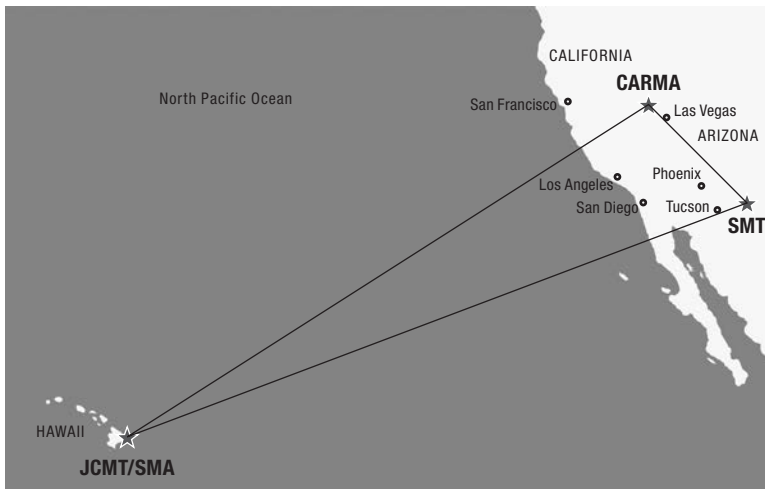 CALIFORNIA
CARMA
North Pacific Ocean
San Francisco
Las Vegas
ARIZONA
Phoenix
Los Angeles
San Diego
Tucson
SMT
HAWAII
JCMT/SMA